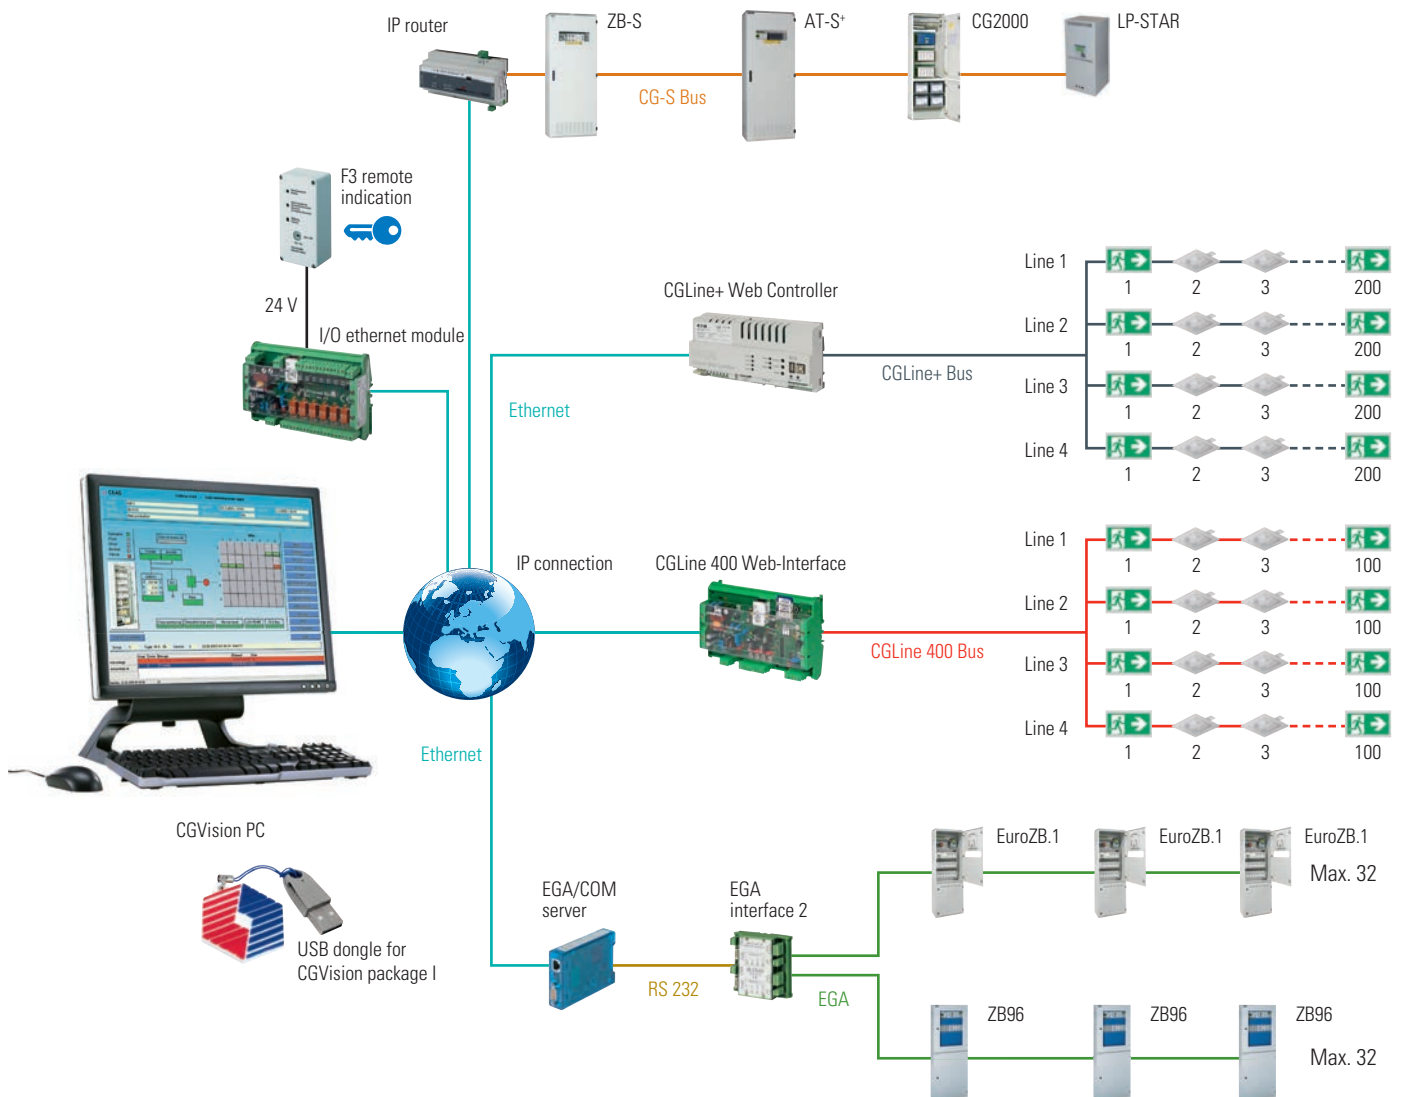 IP router
ZB-S
AT-S+
CG2000
LP-STAR
CG-S Bus
F3 remote
indication
24 V
I/O ethernet module
CGLine+ Web Controller
CGLine+ Bus
Line 1
1 2 3 200
Line 2
1 2 3 200
Line 3
1 2 3 200
Line 4
1 2 3 200
Ethernet
IP connection
CGLine 400 Web-Interface
CGLine 400 Bus
Line 1
1 2 3 100
Line 2
1 2 3 100
Line 3
1 2 3 100
Line 4
1 2 3 100
Ethernet
CGVision PC
USB dongle for
CGVision package I
EGA/COM
server
RS 232
EGA
interface 2
EGA
EuroZB.1
EuroZB.1
EuroZB.1
Max. 32
ZB96
ZB96
ZB96
Max. 32